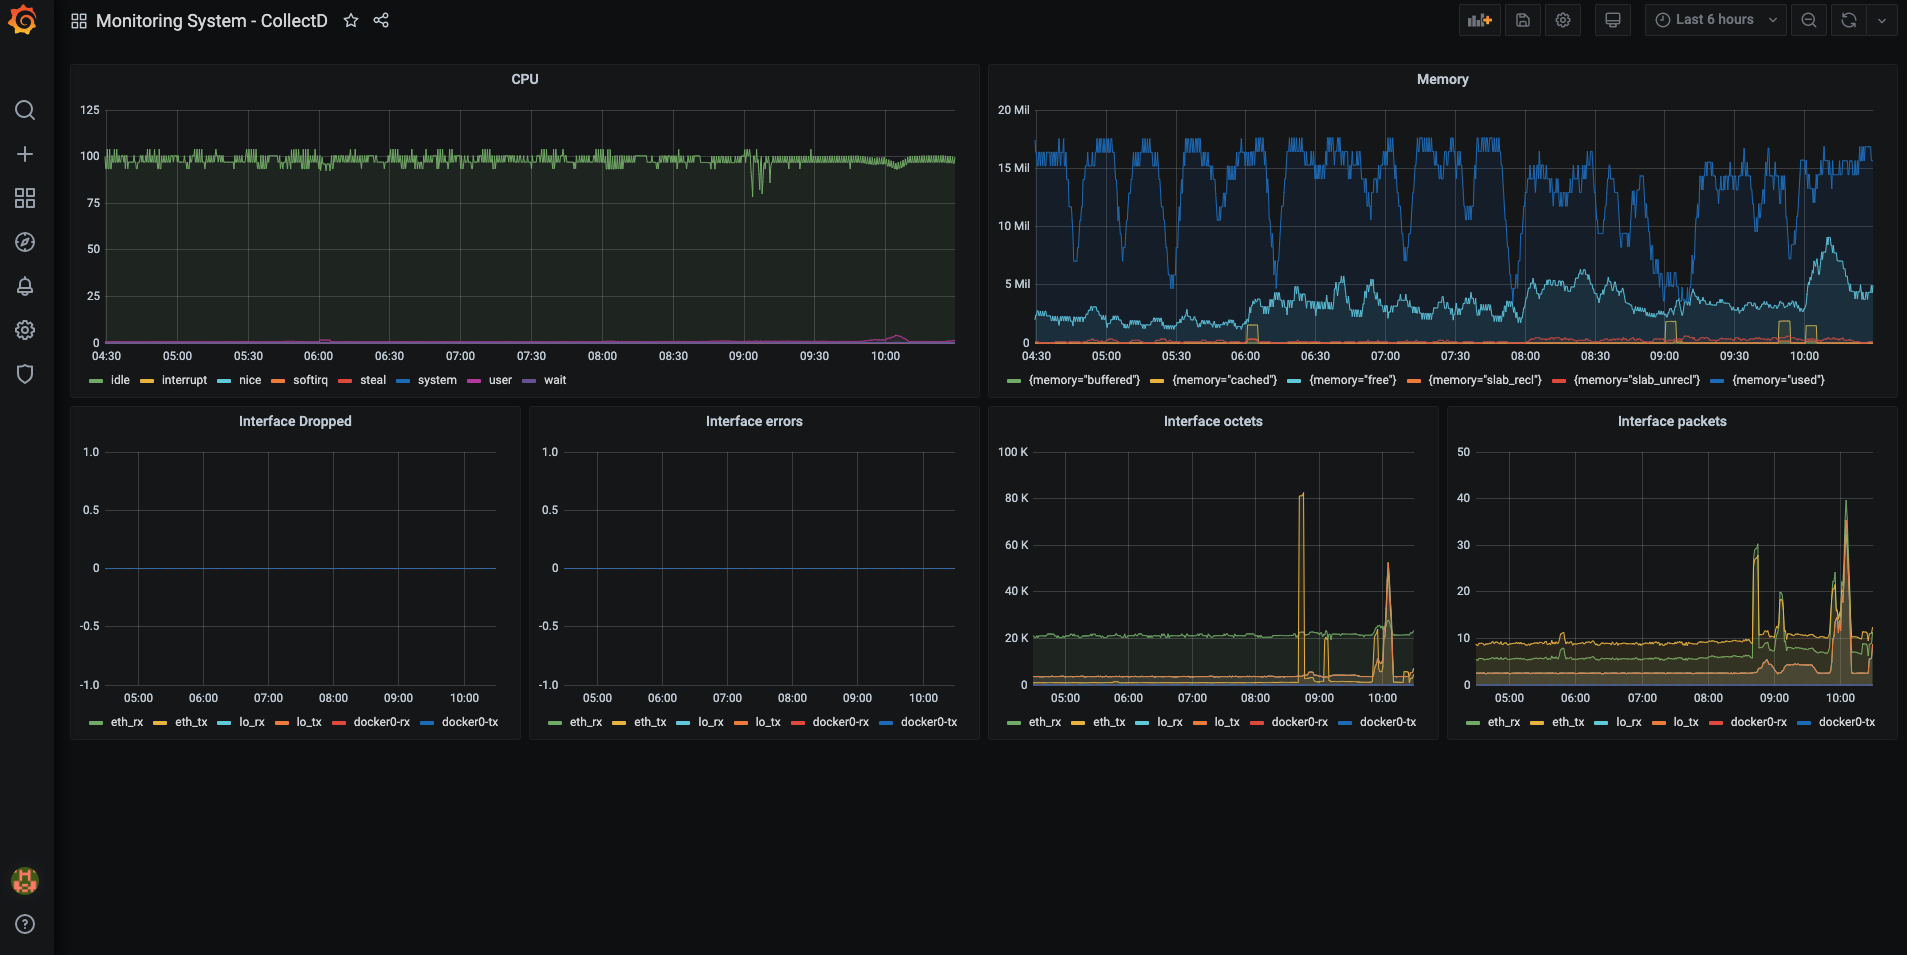 Monitoring System - CollectD
Last 6 hours
CPU
125
100
75
50
25
0
04:30 05:00 05:30 06:00 06:30 07:00 07:30 08:00 08:30 09:00 09:30 10:00
idle interrupt nice softirq steal system user wait
Memory
20 Mil
15 Mil
10 Mil
5 Mil
0
04:30 05:00 05:30 06:00 06:30 07:00 07:30 08:00 08:30 09:00 09:30 10:00
{memory="buffered"} {memory="cached"} {memory="free"} {memory="slab_recl"} {memory="slab_unrecl"} {memory="used"}
Interface Dropped
1.0
0.5
0
-0.5
-1.0
05:00 06:00 07:00 08:00 09:00 10:00
eth_rx eth_tx lo_rx lo_tx docker0-rx docker0-tx
Interface errors
1.0
0.5
0
-0.5
-1.0
05:00 06:00 07:00 08:00 09:00 10:00
eth_rx eth_tx lo_rx lo_tx docker0-rx docker0-tx
Interface octets
100 K
80 K
60 K
40 K
20 K
0
05:00 06:00 07:00 08:00 09:00 10:00
eth_rx eth_tx lo_rx lo_tx docker0-rx docker0-tx
Interface packets
50
40
30
20
10
0
05:00 06:00 07:00 08:00 09:00 10:00
eth_rx eth_tx lo_rx lo_tx docker0-rx docker0-tx